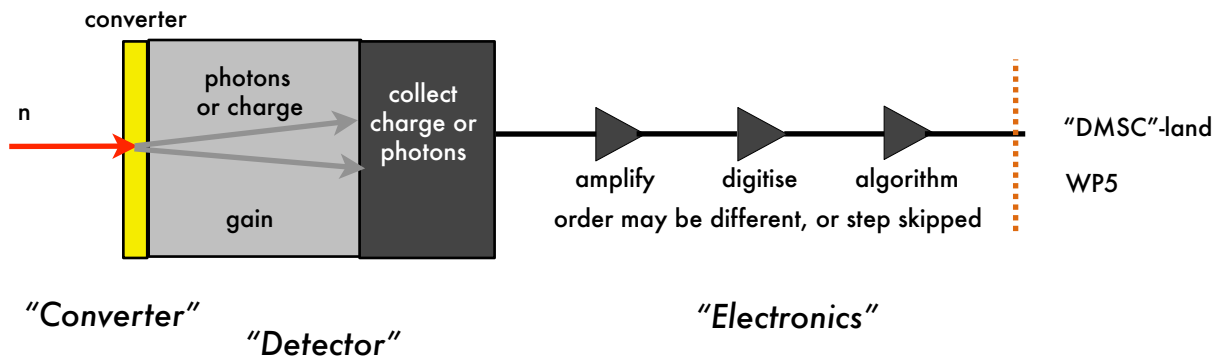 converter
n
photons
or charge
gain
collect
charge or
photons
amplify
digitise
algorithm
order may be different, or step skipped
“DMSC”-land
WP5
“Converter”
“Detector”
“Electronics”